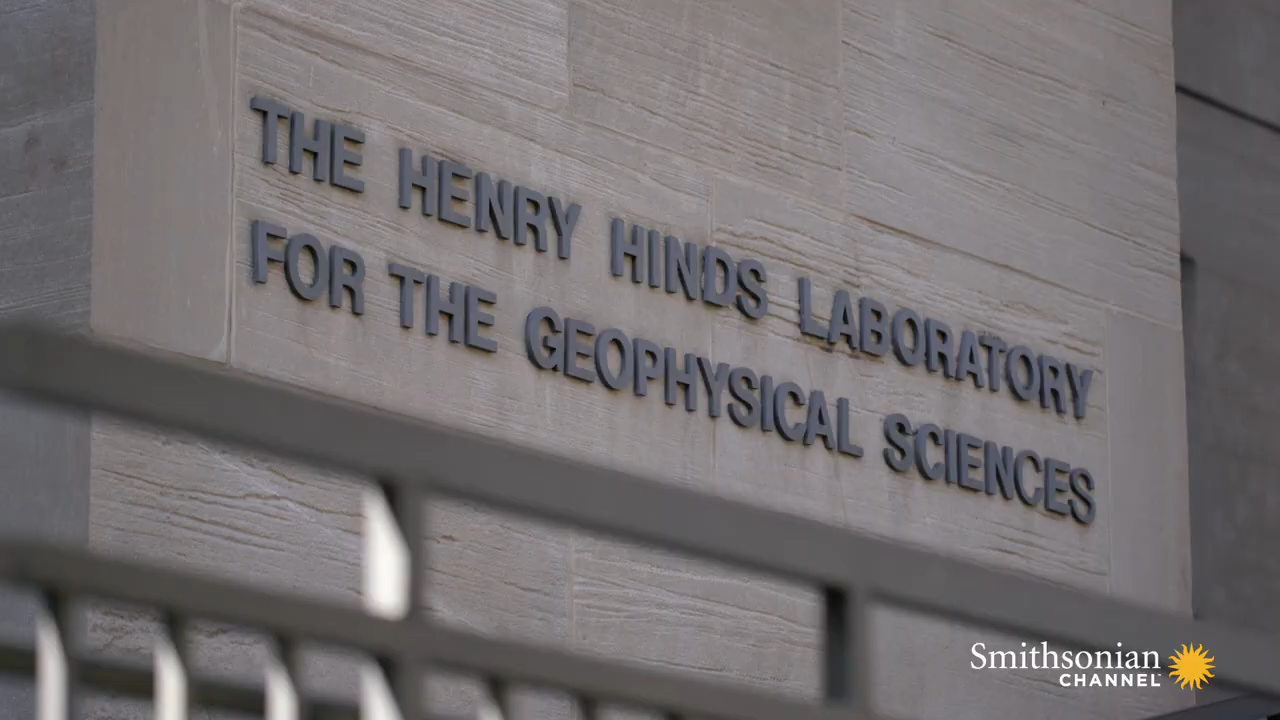 THE HENRY HINDS LABORATORY
FOR THE GEOPHYSICAL SCIENCES
Smithsonian
CHANNEL